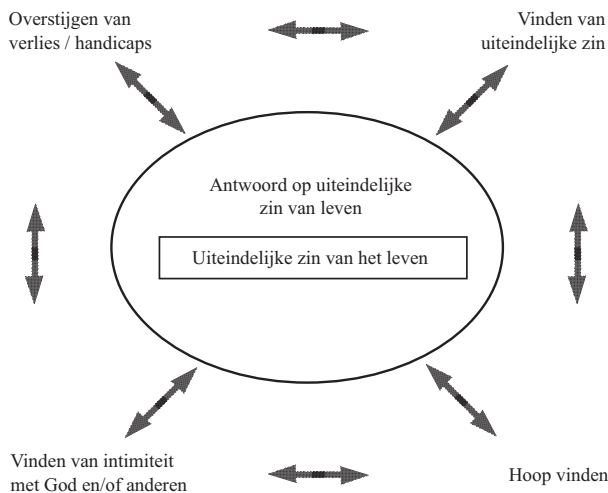 Overstijgen van
verlies / handicaps
Vinden van
uiteindelijke zin
Antwoord op uiteindelijke
zin van leven
Uiteindelijke zin van het leven
Vinden van intimiteit
met God en/of anderen
Hoop vinden